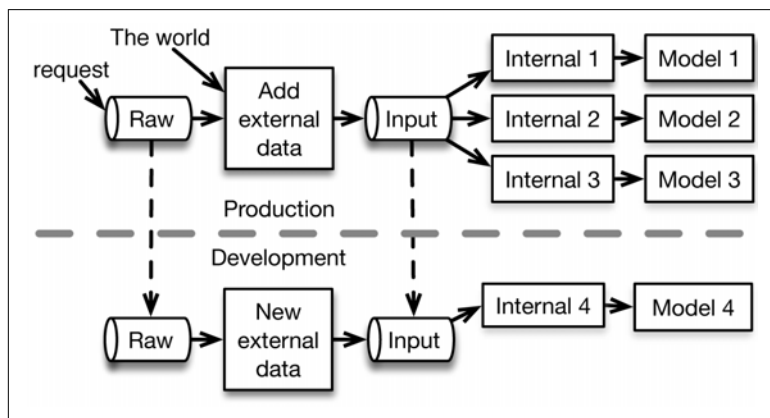 The world
request
Raw
Add
external
data
Input
Internal 1
Model 1
Internal 2
Model 2
Internal 3
Model 3
Production
Development
Raw
New
external
data
Input
Internal 4
Model 4